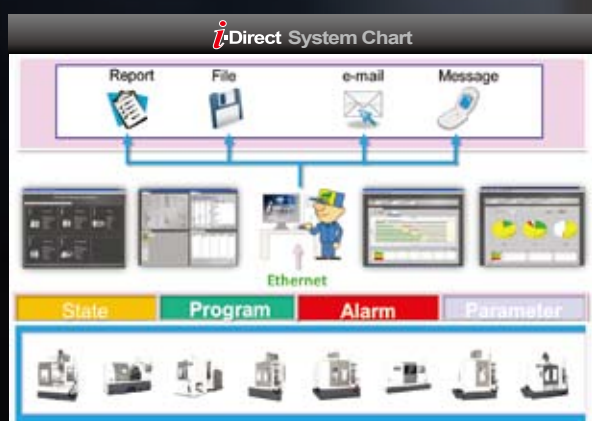 i-Direct System Chart
Report File e-mail Message
Ethernet
State Program Alarm Parameter